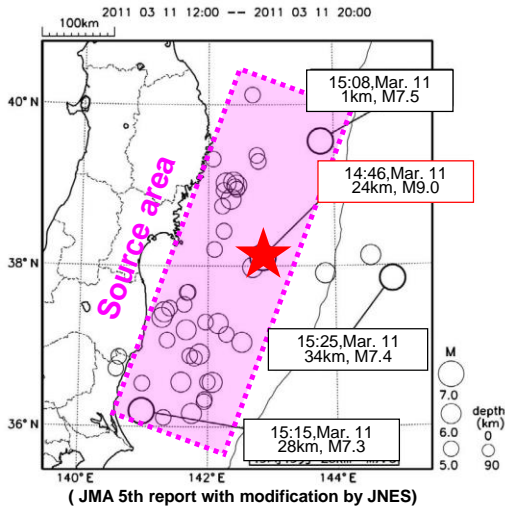 2011 03 11 12:00 -- 2011 03 11 20:00
100km
40°N
38°N
36°N
140°E
142°E
144°E
Source area
15:08,Mar. 11
1km, M7.5
14:46,Mar. 11
24km, M9.0
15:25,Mar. 11
34km, M7.4
15:15,Mar. 11
28km, M7.3
M
7.0
6.0
5.0
depth
(km)
0
90
( JMA 5th report with modification by JNES)